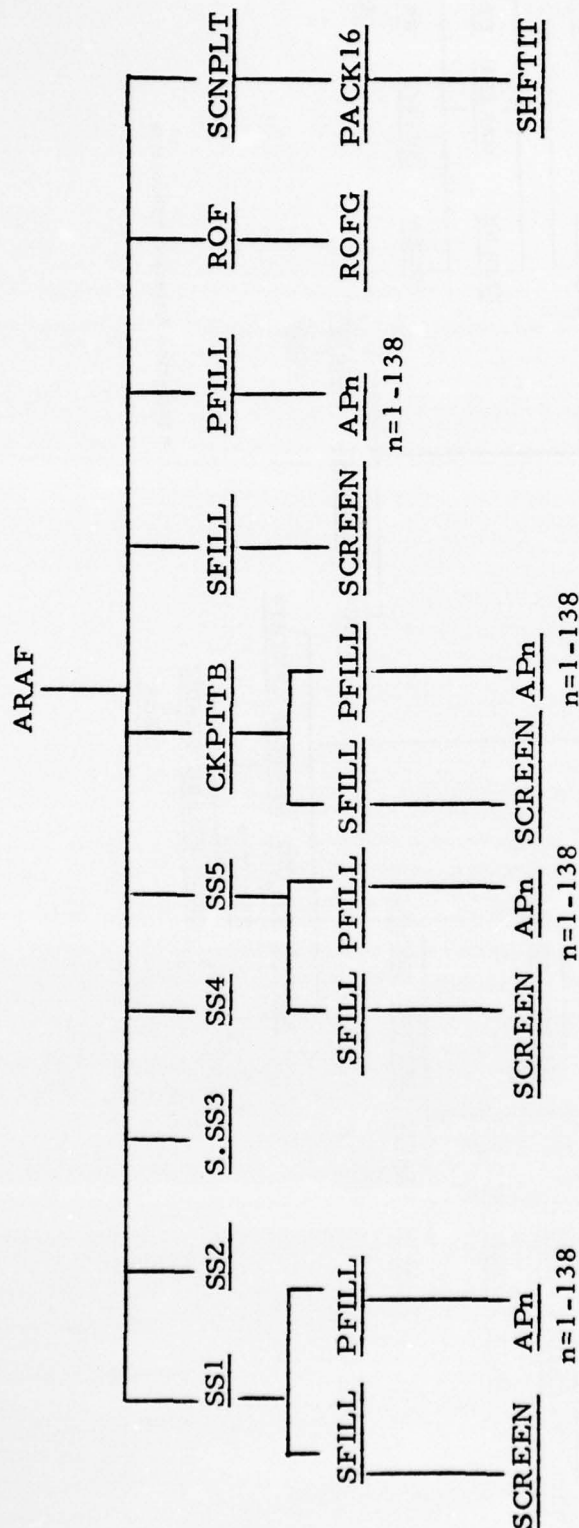 ARAF
SS1 SS2 S.SS3 SS4 SS5 CKPTTB SFILL PFILL ROF SCNPLT
SFILL PFILL SFILL PFILL SFILL PFILL SCREEN APn ROFG PACK16
n=1-138
SCREEN APn SCREEN APn SCREEN APn SHFTIT
n=1-138 n=1-138 n=1-138